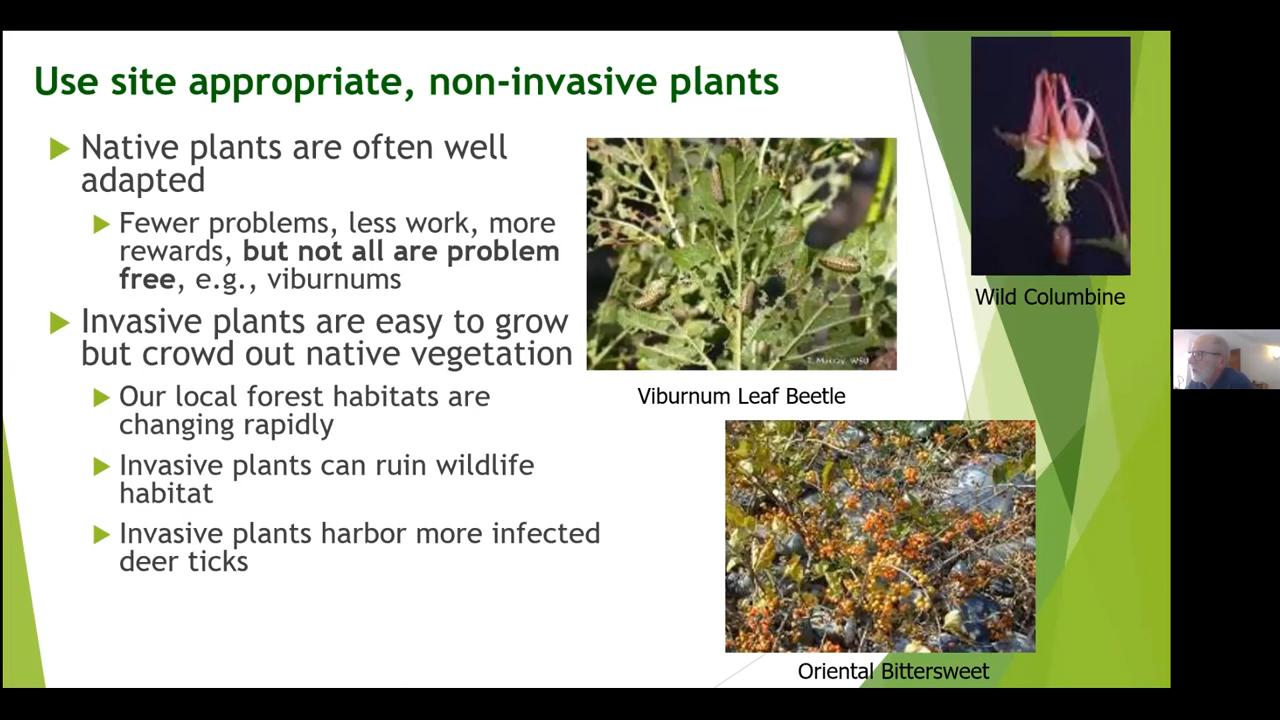 Use site appropriate, non-invasive plants
Native plants are often well
adapted
Fewer problems, less work, more
rewards, but not all are problem
free, e.g., viburnums
Invasive plants are easy to grow
but crowd out native vegetation
Our local forest habitats are
changing rapidly
Invasive plants can ruin wildlife
habitat
Invasive plants harbor more infected
deer ticks
Viburnum Leaf Beetle
Wild Columbine
Oriental Bittersweet